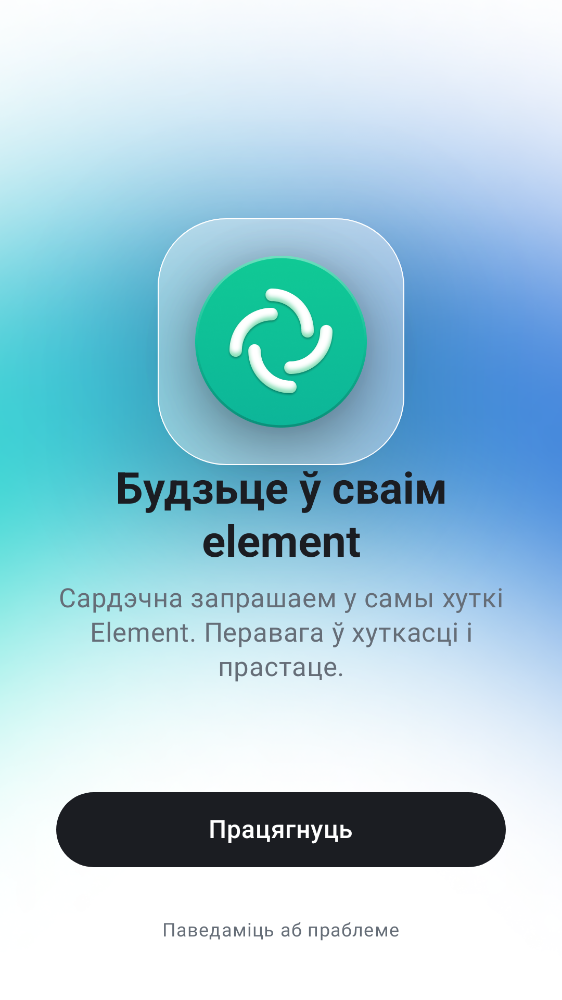 Будзьце ў сваім
element
Сардэчна запрашаем у самы хуткі
Element. Перавага ў хуткасці і
прастаце.
Працягнуць
Паведаміць аб праблеме